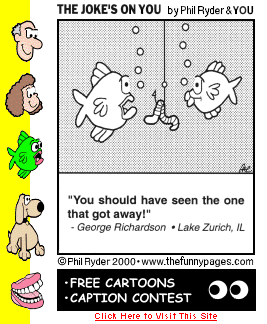 THE JOKE'S ON YOU by Phil Ryder & YOU
"You should have seen the one
that got away!"
- George Richardson • Lake Zurich, IL
© Phil Ryder 2000 • www.thefunnypages.com
• FREE CARTOONS
• CAPTION CONTEST
Click Here to Visit This Site